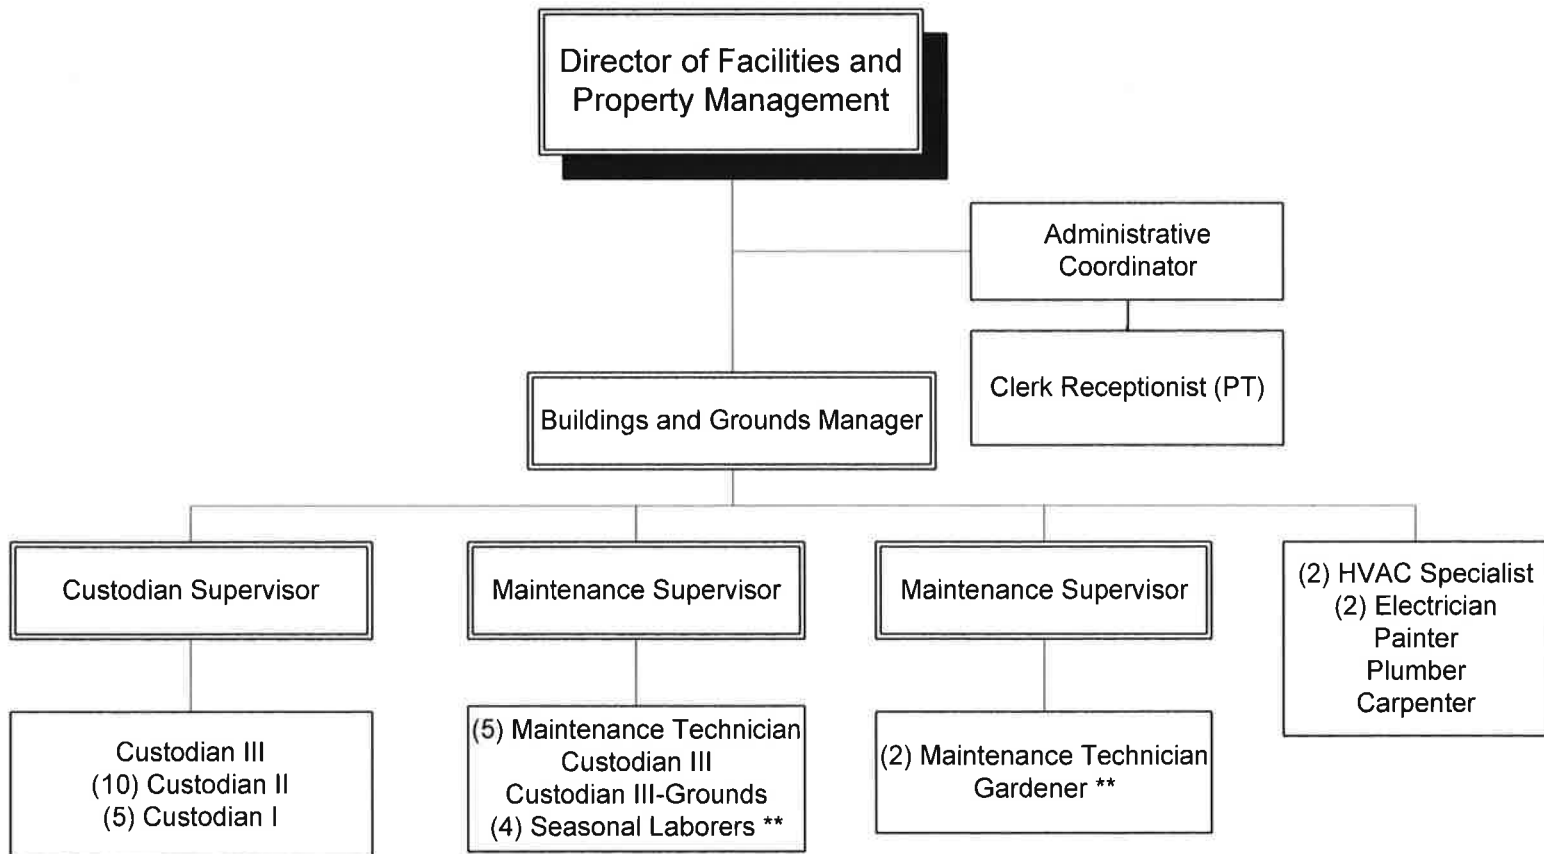 Director of Facilities and
Property Management
Administrative
Coordinator
Clerk Receptionist (PT)
Buildings and Grounds Manager
Custodian Supervisor
Maintenance Supervisor
Maintenance Supervisor
(2) HVAC Specialist
(2) Electrician
Painter
Plumber
Carpenter
Custodian III
(10) Custodian II
(5) Custodian I
(5) Maintenance Technician
Custodian III
Custodian III-Grounds
(4) Seasonal Laborers **
(2) Maintenance Technician
Gardener **